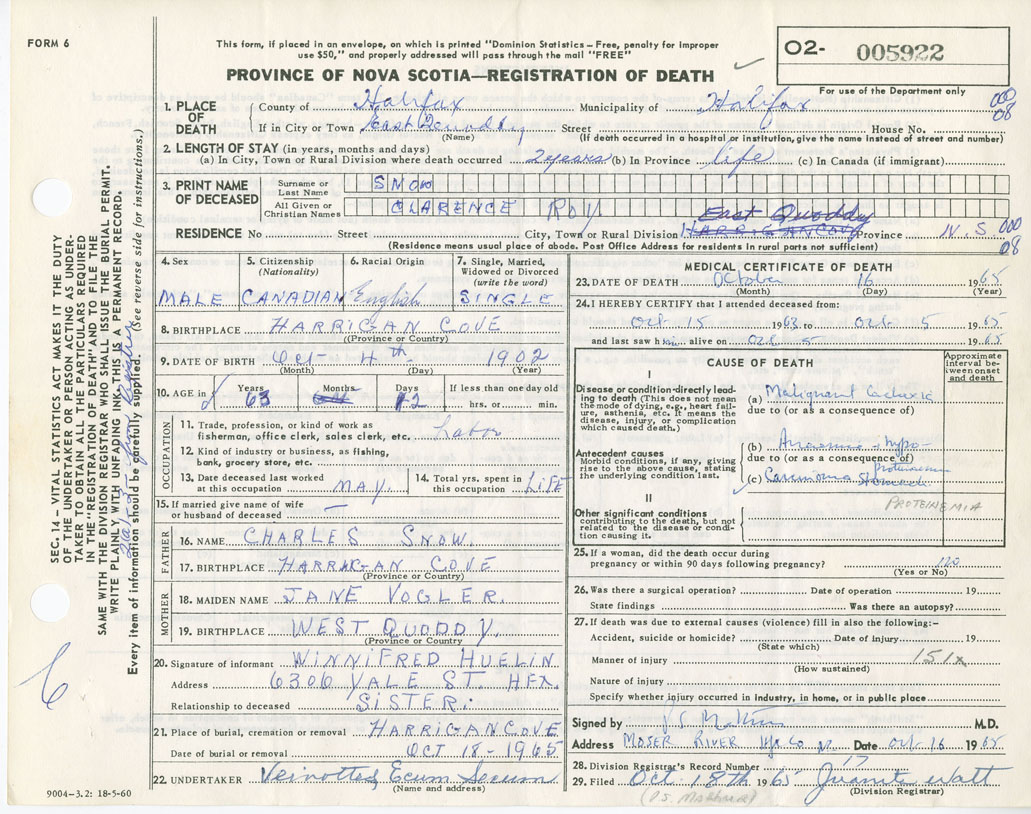 FORM 6
This form, if placed in an envelope, on which is printed "Dominion Statistics – Free, penalty for improper
use $50," and properly addressed will pass through the mail "FREE"
PROVINCE OF NOVA SCOTIA—REGISTRATION OF DEATH
02- 005922
For use of the Department only
1. PLACE OF DEATH
County of Halifax Municipality of Halifax
If in City or Town East Quoddy Street House No.
(Name) (If death occurred in a hospital or institution, give the name instead of street and number)
000
08
2. LENGTH OF STAY (in years, months and days)
(a) In City, Town or Rural Division where death occurred 2 years (b) In Province life (c) In Canada (if immigrant)
3. PRINT NAME OF DECEASED
Surname or Last Name SNOW
All Given or Christian Names CLARENCE ROY
East Quoddy
RESIDENCE No Street City, Town or Rural Division HARRIGAN COVE Province N.S
000
08
(Residence means usual place of abode. Post Office Address for residents in rural parts not sufficient)
4. Sex
MALE
5. Citizenship (Nationality)
CANADIAN
6. Racial Origin
English
7. Single, Married, Widowed or Divorced (write the word)
SINGLE
8. BIRTHPLACE HARRIGAN COVE
(Province or Country)
9. DATE OF BIRTH Oct- 4th 1902
(Month) (Day) (Year)
10. AGE in
Years Months Days If less than one day old
63 12 hrs. or min.
OCCUPATION
11. Trade, profession, or kind of work as
fisherman, office clerk, sales clerk, etc. Labor
12. Kind of industry or business, as fishing,
bank, grocery store, etc.
13. Date deceased last worked
at this occupation MAY.
14. Total yrs. spent in
this occupation LIFE
15. If married give name of wife
or husband of deceased —
FATHER
16. NAME CHARLES SNOW.
17. BIRTHPLACE HARRIGAN COVE
(Province or Country)
MOTHER
18. MAIDEN NAME JANE VOGLER.
19. BIRTHPLACE WEST QUODDY.
(Province or Country)
20. Signature of informant WINNIFRED HUELIN
Address 6306 YALE ST. HFX.
Relationship to deceased SISTER.
21. Place of burial, cremation or removal HARRIGAN COVE
Date of burial or removal OCT 18-1965
22. UNDERTAKER Veinottes, Ecum Secum
(Name and address)
9004-3.2: 18-5-60
MEDICAL CERTIFICATE OF DEATH
23. DATE OF DEATH October 16 1965
(Month) (Day) (Year)
24. I HEREBY CERTIFY that I attended deceased from:
Oct 15 1963 to Oct 5 1965
and last saw him alive on Oct 5 1965
CAUSE OF DEATH
Approximate interval between onset and death
I
Disease or condition directly leading to death (This does not mean
the mode of dying, e.g., heart failure, asthenia, etc. It means the
disease, injury, or complication
which caused death.)
(a) Malignant Cachexia
due to (or as a consequence of)
Antecedent causes
Morbid conditions, if any, giving
rise to the above cause, stating
the underlying condition last.
(b) hypo-
due to (or as a consequence of)
proteinemia
(c) Carcinoma Stomach
PROTEINEMIA
II
Other significant conditions
contributing to the death, but not
related to the disease or condition
causing it.
25. If a woman, did the death occur during
pregnancy or within 90 days following pregnancy? no
(Yes or No)
26. Was there a surgical operation? Date of operation 19
State findings Was there an autopsy?
27. If death was due to external causes (violence) fill in also the following:–
Accident, suicide or homicide? Date of injury 19
(State which)
151x
Manner of injury
(How sustained)
Nature of injury
Specify whether injury occurred in industry, in home, or in public place
Signed by M.D.
Address MOSER RIVER Hfx Co N. Date Oct 16 1965
28. Division Registrar's Record Number 17
29. Filed Oct. 18th 1965 Juanita Watt
(Division Registrar)
SEC. 14 – VITAL STATISTICS ACT MAKES IT THE DUTY
OF THE UNDERTAKER OR PERSON ACTING AS UNDER-
TAKER TO OBTAIN ALL THE PARTICULARS REQUIRED
IN THE "REGISTRATION OF DEATH" AND TO FILE THE
SAME WITH THE DIVISION REGISTRAR WHO SHALL ISSUE THE BURIAL PERMIT.
WRITE PLAINLY WITH UNFADING INK—THIS IS A PERMANENT RECORD.
Every item of information should be carefully supplied. (See reverse side for instructions.)
6